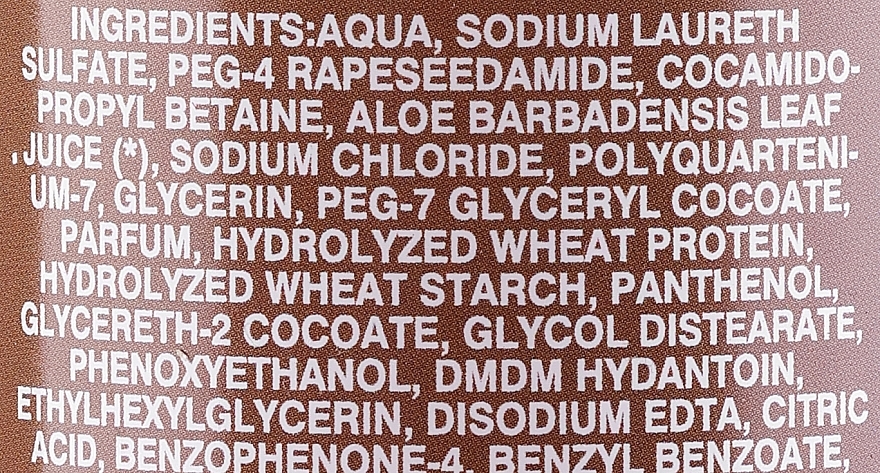 INGREDIENTS:AQUA, SODIUM LAURETH
SULFATE, PEG-4 RAPESEEDAMIDE, COCAMIDO-
PROPYL BETAINE, ALOE BARBADENSIS LEAF
JUICE (*), SODIUM CHLORIDE, POLYQUARTENI-
UM-7, GLYCERIN, PEG-7 GLYCERYL COCOATE,
PARFUM, HYDROLYZED WHEAT PROTEIN,
HYDROLYZED WHEAT STARCH, PANTHENOL,
GLYCERETH-2 COCOATE, GLYCOL DISTEARATE,
PHENOXYETHANOL, DMDM HYDANTOIN,
ETHYLHEXYLGLYCERIN, DISODIUM EDTA, CITRIC
ACID, BENZOPHENONE-4, BENZYL BENZOATE,